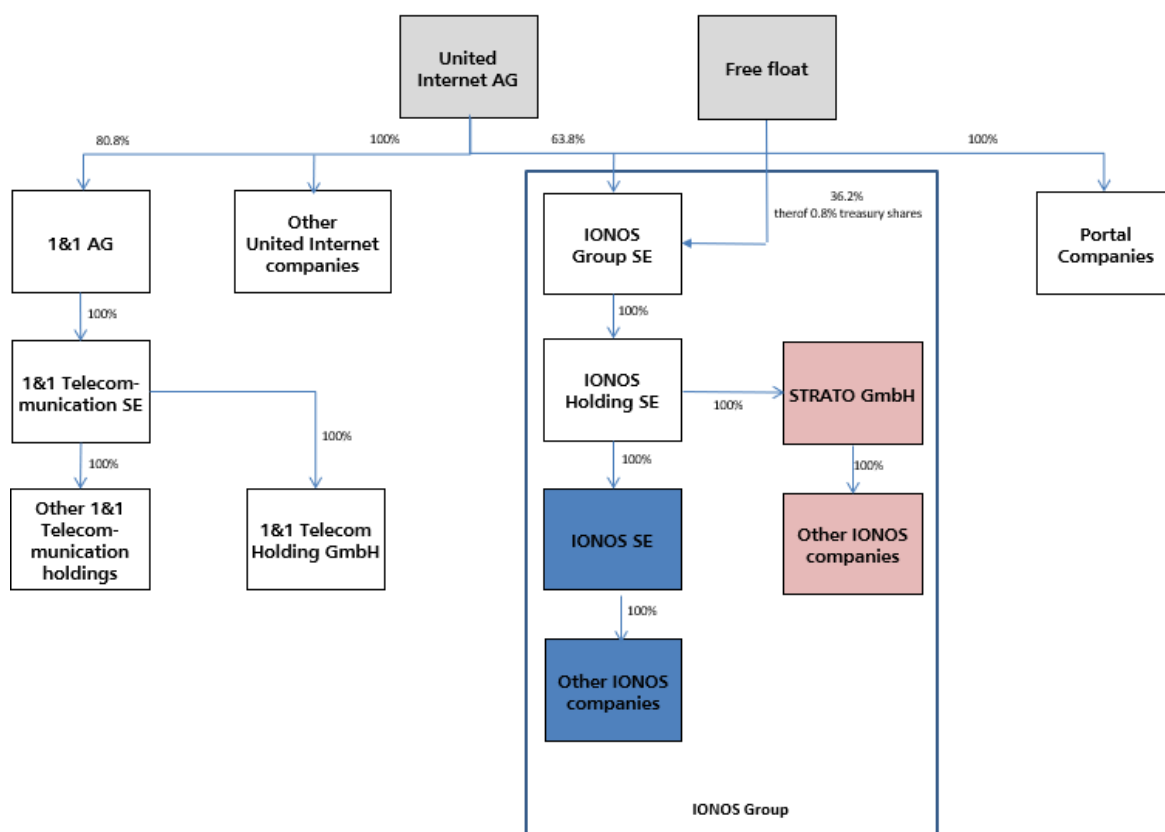 United
Internet AG
Free float
80.8%
100%
63.8%
100%
1&1 AG
Other
United Internet
companies
IONOS
Group SE
36.2%
therof 0.8% treasury shares
Portal
Companies
100%
100%
1&1 Telecom-
munication SE
IONOS
Holding SE
100%
STRATO GmbH
100%
100%
100%
100%
Other 1&1
Telecom-
munication
holdings
1&1 Telecom
Holding GmbH
IONOS SE
Other IONOS
companies
100%
Other IONOS
companies
IONOS Group